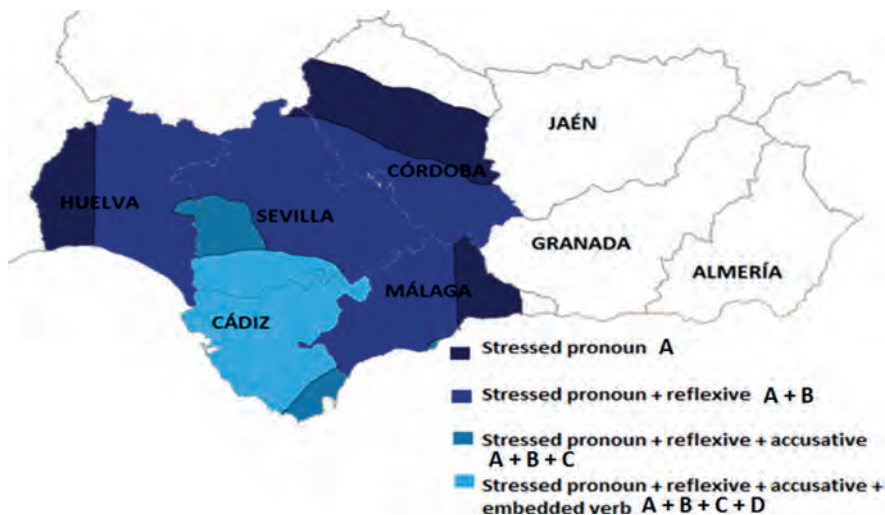 JAÉN
CÓRDOBA
HUELVA
SEVILLA
GRANADA
ALMERÍA
MÁLAGA
CÁDIZ
Stressed pronoun A
Stressed pronoun + reflexive A + B
Stressed pronoun + reflexive + accusative
A + B + C
Stressed pronoun + reflexive + accusative +
embedded verb A + B + C + D